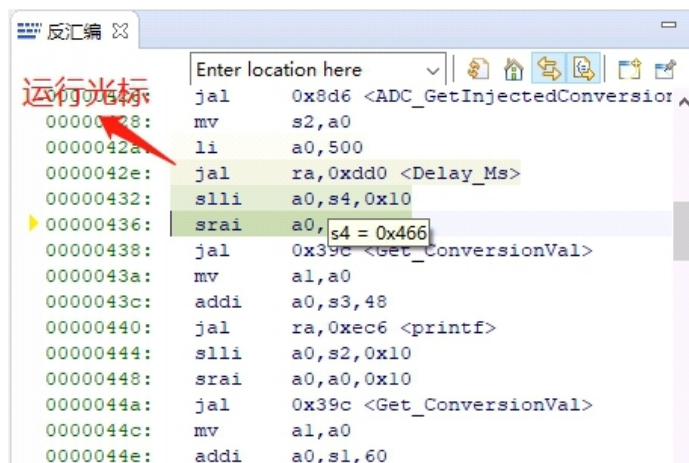 反汇编
Enter location here
运行光标
jal 0x8d6 <ADC_GetInjectedConversion
mv s2,a0
0000042a: li a0,500
0000042e: jal ra,0xdd0 <Delay_Ms>
00000432: slli a0,s4,0x10
00000436: srai a0,
s4 = 0x466
00000438: jal 0x39c <Get_ConversionVal>
0000043a: mv a1,a0
0000043c: addi a0,s3,48
00000440: jal ra,0xec6 <printf>
00000444: slli a0,s2,0x10
00000448: srai a0,a0,0x10
0000044a: jal 0x39c <Get_ConversionVal>
0000044c: mv a1,a0
0000044e: addi a0,s1,60